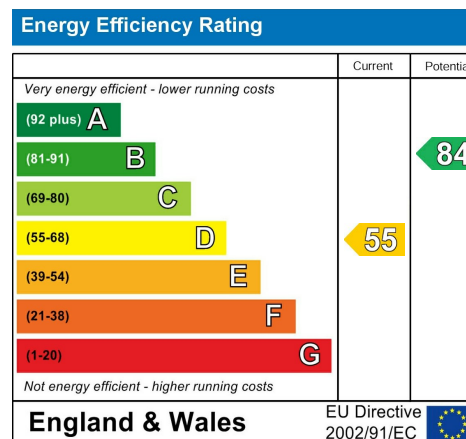 Energy Efficiency Rating
Current Potentia
Very energy efficient - lower running costs
(92 plus) A
(81-91) B
84
(69-80) C
(55-68) D
55
(39-54) E
(21-38) F
(1-20) G
Not energy efficient - higher running costs
England & Wales
EU Directive
2002/91/EC